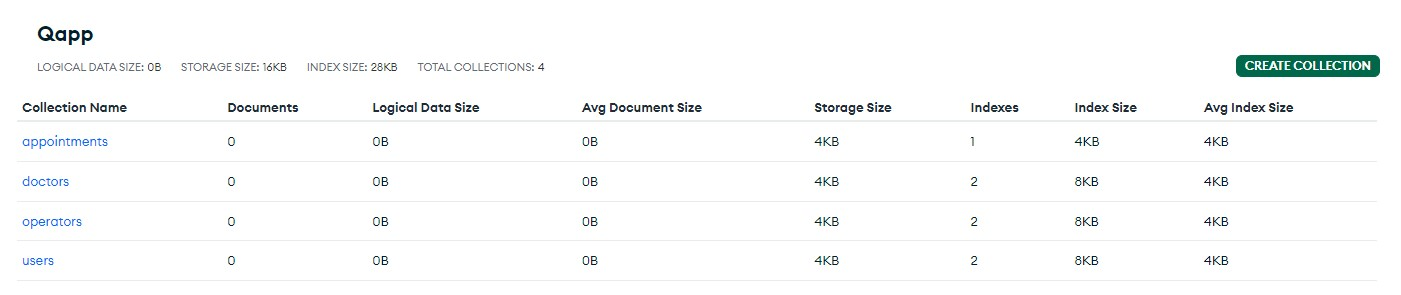 Qapp
LOGICAL DATA SIZE: 0B STORAGE SIZE: 16KB INDEX SIZE: 28KB TOTAL COLLECTIONS: 4
CREATE COLLECTION
Collection Name Documents Logical Data Size Avg Document Size Storage Size Indexes Index Size Avg Index Size
appointments 0 0B 0B 4KB 1 4KB 4KB
doctors 0 0B 0B 4KB 2 8KB 4KB
operators 0 0B 0B 4KB 2 8KB 4KB
users 0 0B 0B 4KB 2 8KB 4KB